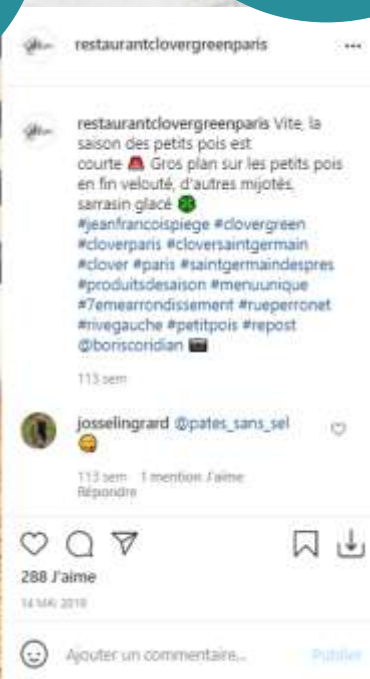 restaurantclovergreenparis
restaurantclovergreenparis Vite, la
saison des petits pois est
courte 🚨 Gros plan sur les petits pois
en fin velouté, d'autres mijotés,
sarrasin glacé
#jeanfrancoispiege #clovergreen
#cloverparis #cloversaintgermain
#clover #paris #saintgermaindespres
#produitsdesaison #menuunique
#7emearrondissement #rueperronet
#rivegauche #petitpois #repost
@boriscoridian 📷
113 sem
josselingrard @pates_sans_sel
😋
113 sem 1 mention J'aime
Répondre
288 J'aime
14 MAI 2019
Ajouter un commentaire...
Publier